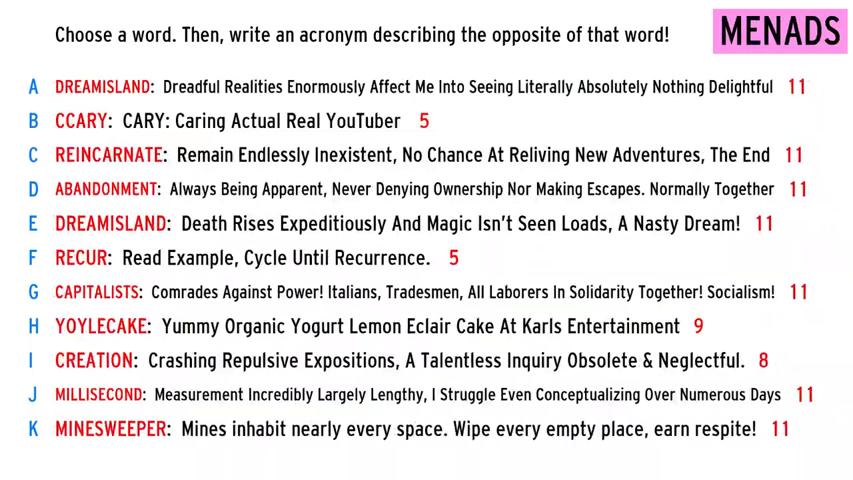 Choose a word. Then, write an acronym describing the opposite of that word! MENADS
A DREAMISLAND: Dreadful Realities Enormously Affect Me Into Seeing Literally Absolutely Nothing Delightful 11
B CCARY: CARY: Caring Actual Real YouTuber 5
C REINCARNATE: Remain Endlessly Inexistent, No Chance At Reliving New Adventures, The End 11
D ABANDONMENT: Always Being Apparent, Never Denying Ownership Nor Making Escapes. Normally Together 11
E DREAMISLAND: Death Rises Expeditiously And Magic Isn't Seen Loads, A Nasty Dream! 11
F RECUR: Read Example, Cycle Until Recurrence. 5
G CAPITALISTS: Comrades Against Power! Italians, Tradesmen, All Laborers In Solidarity Together! Socialism! 11
H YOYLECAKE: Yummy Organic Yogurt Lemon Eclair Cake At Karls Entertainment 9
I CREATION: Crashing Repulsive Expositions, A Talentless Inquiry Obsolete & Neglectful. 8
J MILLISECOND: Measurement Incredibly Largely Lengthy, I Struggle Even Conceptualizing Over Numerous Days 11
K MINESWEEPER: Mines inhabit nearly every space. Wipe every empty place, earn respite! 11